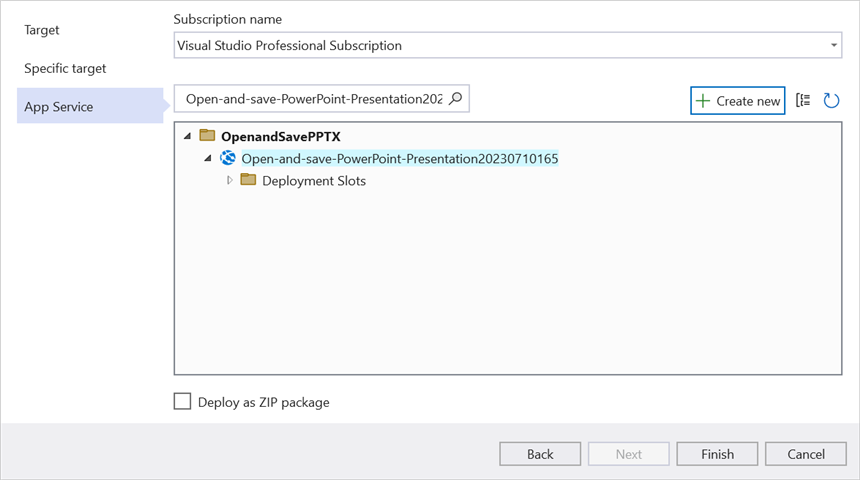 Target
Specific target
App Service
Subscription name
Visual Studio Professional Subscription
Open-and-save-PowerPoint-Presentation202
Create new
OpenandSavePPTX
Open-and-save-PowerPoint-Presentation20230710165
Deployment Slots
Deploy as ZIP package
Back
Next
Finish
Cancel